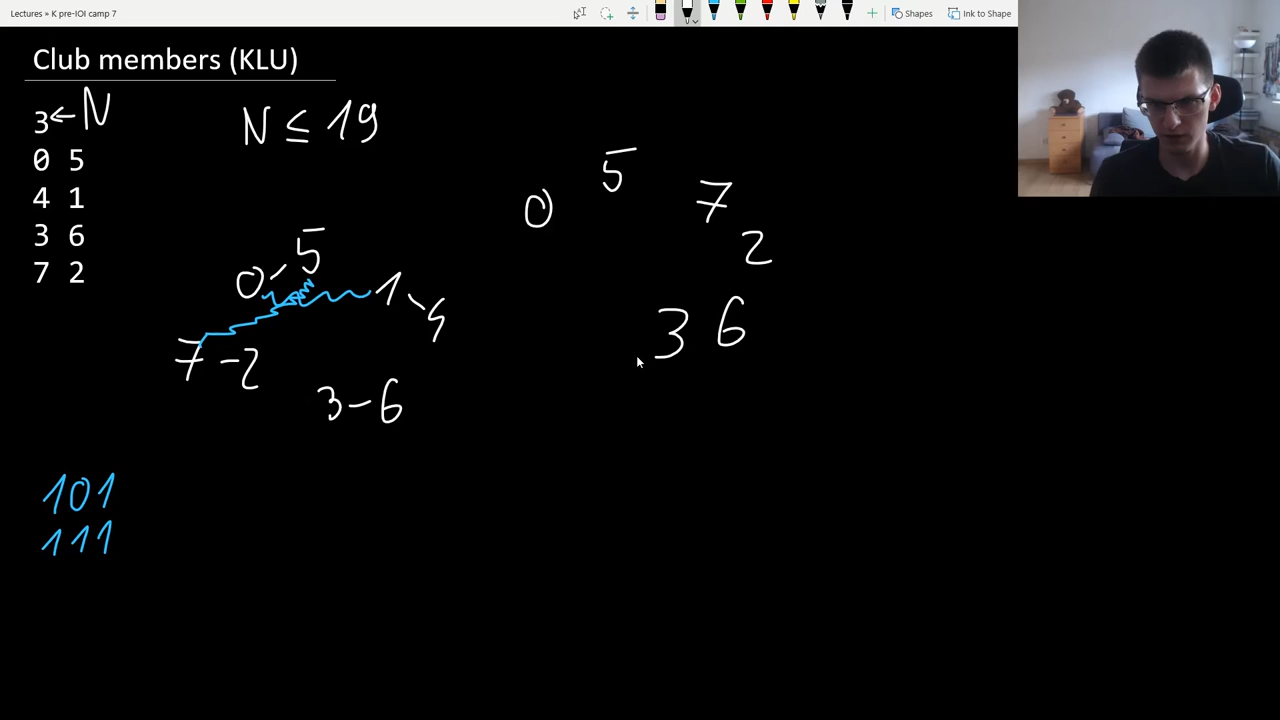 Lectures » K pre-IOI camp 7
Shapes
Ink to Shape
Club members (KLU)
3 ← N
N ≤ 19
0 5
4 1
3 6
7 2
0 - 5
1 - 4
7 - 2
3 - 6
0 5 7
2
3 6
101
111